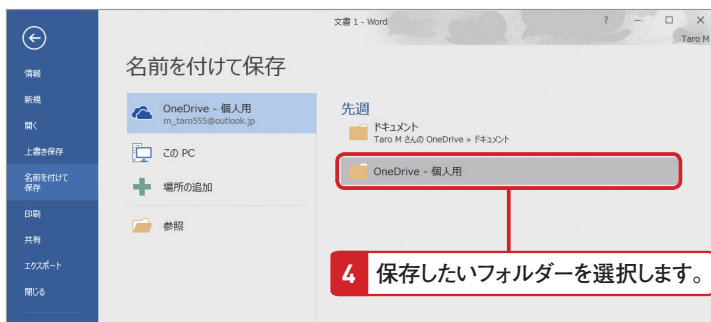 文書 1 - Word
?
Taro M
情報
新規
開く
上書き保存
名前を付けて
保存
印刷
共有
エクスポート
閉じる
名前を付けて保存
OneDrive - 個人用
m_taro555@outlook.jp
この PC
場所の追加
参照
先週
ドキュメント
Taro M さんの OneDrive » ドキュメント
OneDrive - 個人用
4 保存したいフォルダーを選択します。